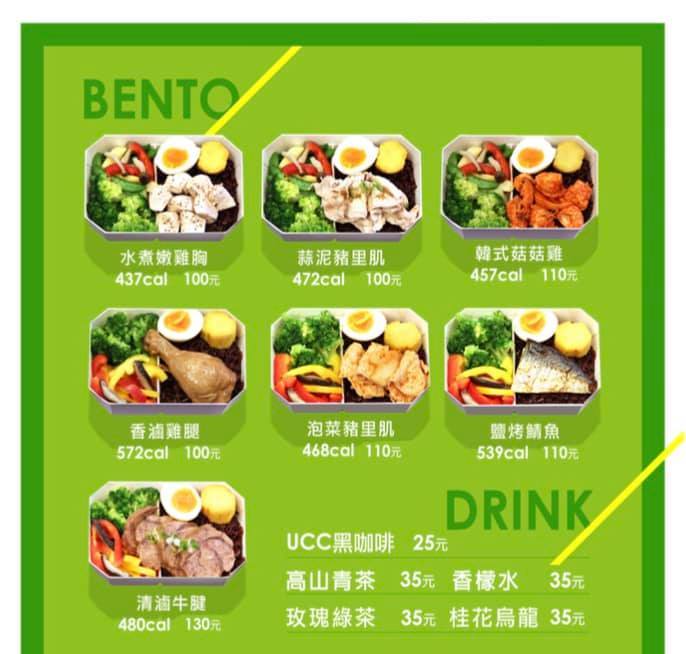 BENTO
水煮嫩雞胸
437cal 100元
蒜泥豬里肌
472cal 100元
韓式菇菇雞
457cal 110元
香滷雞腿
572cal 100元
泡菜豬里肌
468cal 110元
鹽烤鯖魚
539cal 110元
清滷牛腱
480cal 130元
DRINK
UCC黑咖啡 25元
高山青茶 35元 香檬水 35元
玫瑰綠茶 35元 桂花烏龍 35元